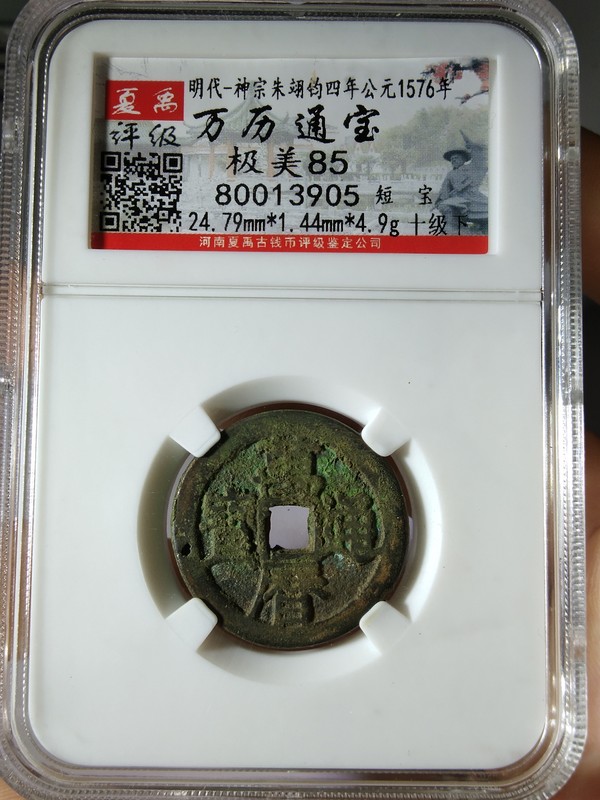 夏禹
评级
明代-神宗朱翊钧四年公元1576年
万历通宝
极美85
80013905 短 宝
24.79mm*1.44mm*4.9g 十级下
河南夏禹古钱币评级鉴定公司
萬曆通寶